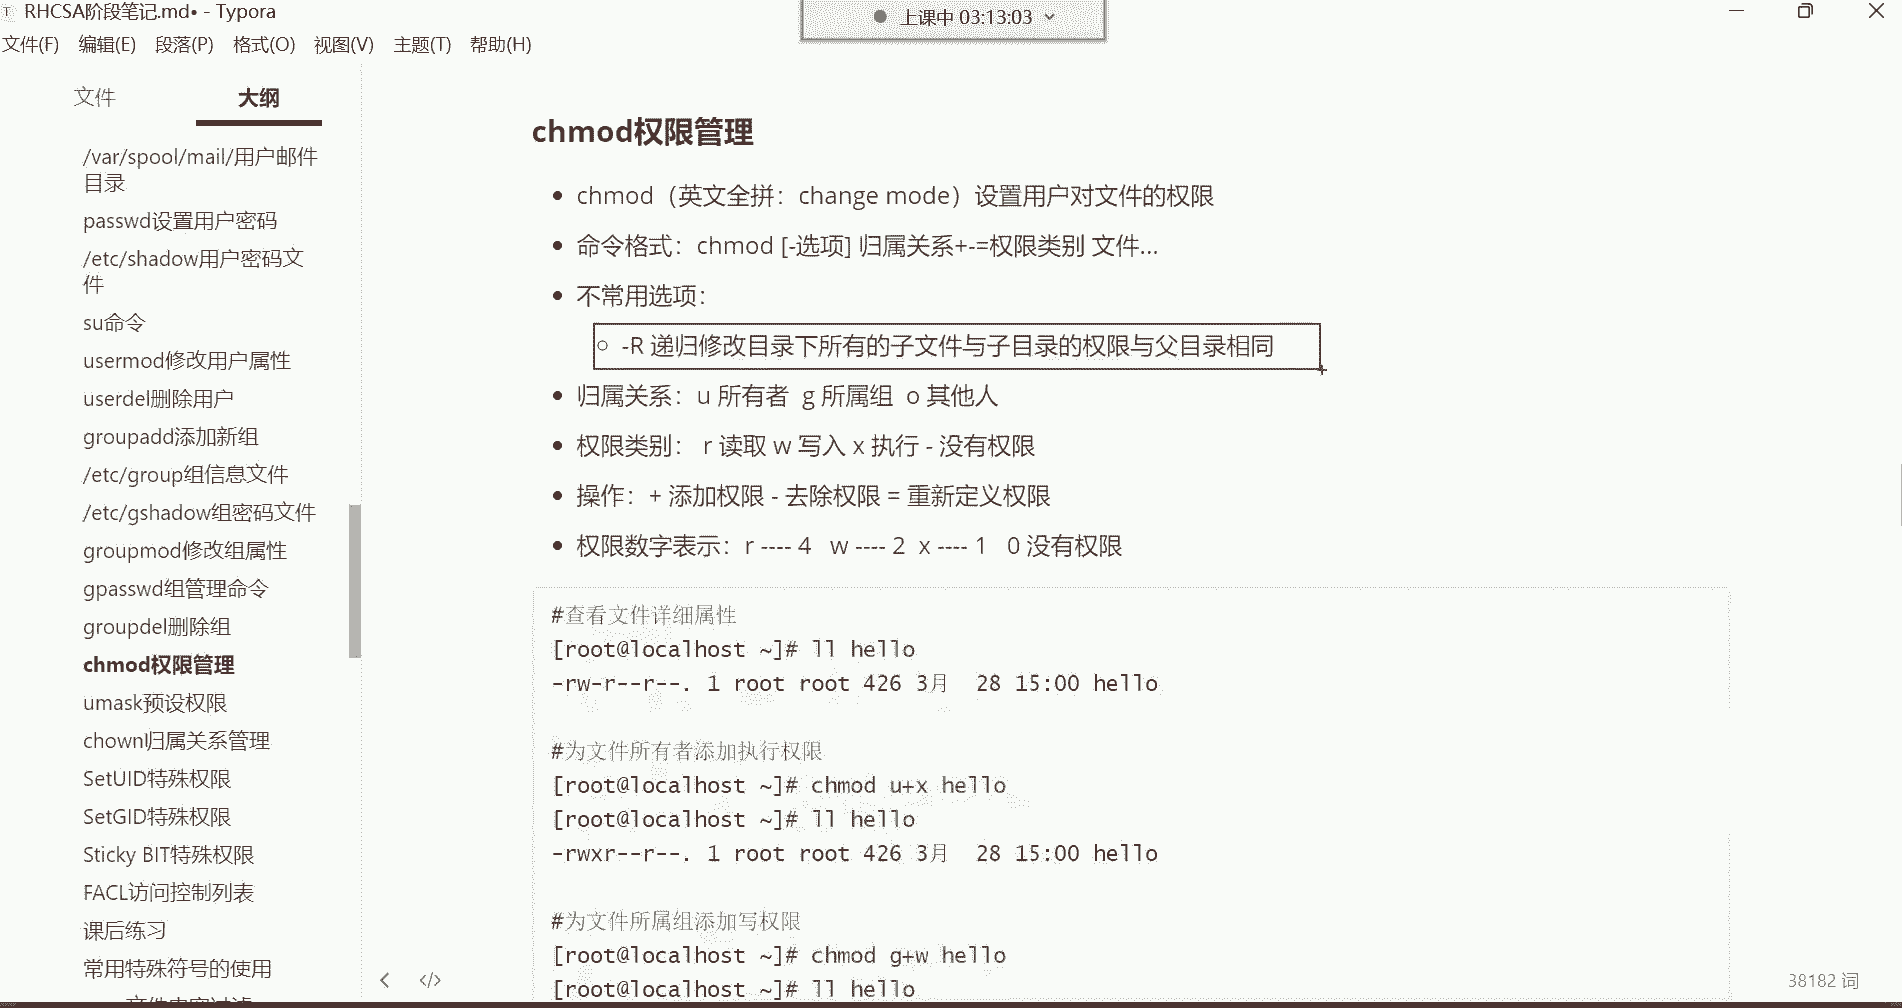 RHCSA阶段笔记.md• - Typora
上课中 03:13:03
文件(F) 编辑(E) 段落(P) 格式(O) 视图(V) 主题(T) 帮助(H)
文件 大纲
/var/spool/mail/用户邮件
目录
passwd设置用户密码
/etc/shadow用户密码文
件
su命令
usermod修改用户属性
userdel删除用户
groupadd添加新组
/etc/group组信息文件
/etc/gshadow组密码文件
groupmod修改组属性
gpasswd组管理命令
groupdel删除组
chmod权限管理
umask预设权限
chown归属关系管理
SetUID特殊权限
SetGID特殊权限
Sticky BIT特殊权限
FACL访问控制列表
课后练习
常用特殊符号的使用
chmod权限管理
chmod（英文全拼：change mode）设置用户对文件的权限
命令格式：chmod [-选项] 归属关系+-=权限类别 文件...
不常用选项：
-R 递归修改目录下所有的子文件与子目录的权限与父目录相同
归属关系：u 所有者 g 所属组 o 其他人
权限类别： r 读取 w 写入 x 执行 - 没有权限
操作：+ 添加权限 - 去除权限 = 重新定义权限
权限数字表示：r ---- 4 w ---- 2 x ---- 1 0 没有权限
#查看文件详细属性
[root@localhost ~]# ll hello
-rw-r--r--. 1 root root 426 3月 28 15:00 hello
#为文件所有者添加执行权限
[root@localhost ~]# chmod u+x hello
[root@localhost ~]# ll hello
-rwxr--r--. 1 root root 426 3月 28 15:00 hello
#为文件所属组添加写权限
[root@localhost ~]# chmod g+w hello
[root@localhost ~]# ll hello
38182 词